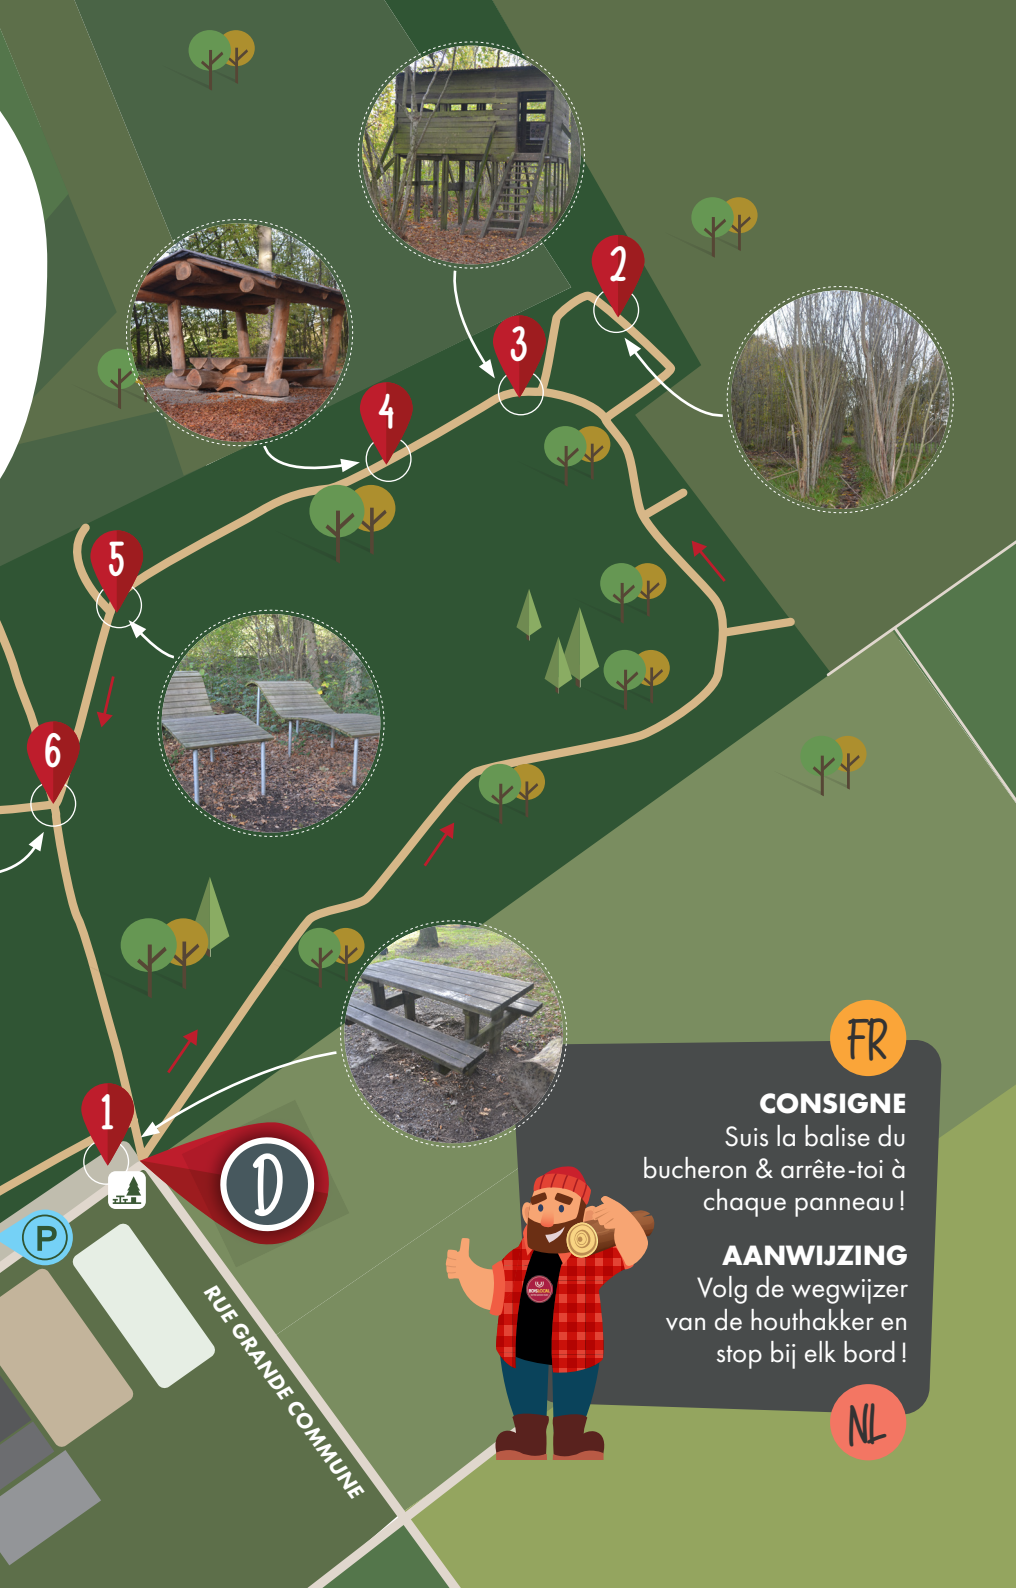 2
3
4
5
6
1
D
P
RUE GRANDE COMMUNE
FR
CONSIGNE
Suis la balise du
bucheron & arrête-toi à
chaque panneau !
AANWIJZING
Volg de wegwijzer
van de houthakker en
stop bij elk bord !
NL